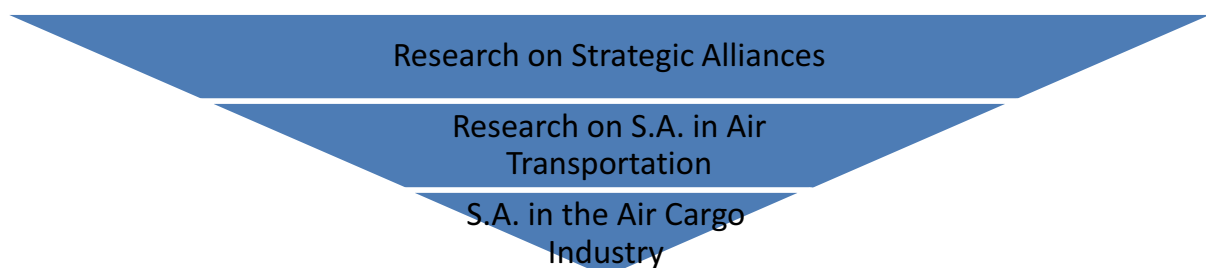 Research on Strategic Alliances
Research on S.A. in Air
Transportation
S.A. in the Air Cargo
Industry